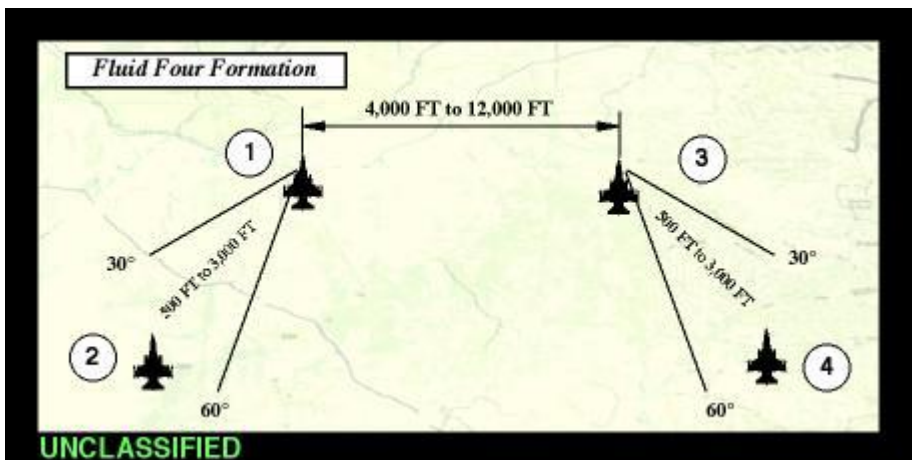 Fluid Four Formation
4,000 FT to 12,000 FT
1
3
30°
500 FT to 3,000 FT
500 FT to 3,000 FT
30°
2
4
60°
60°
UNCLASSIFIED